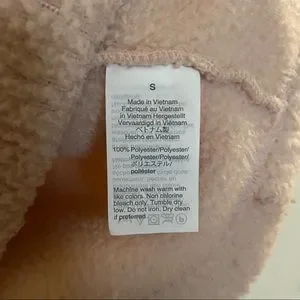 S
Made in Vietnam
Fabriqué au Vietnam
in Vietnam Hergestellt
Vervaardigd in Vietnam
ベトナム製
Hecho en Vietnam
100% Polyester/Polyester/
Polyester/Polyester/
ポリエステル/
poliéster
Machine wash warm with
like colors. Non chlorine
bleach only. Tumble dry
low. Do not iron. Dry clean
if preferred.